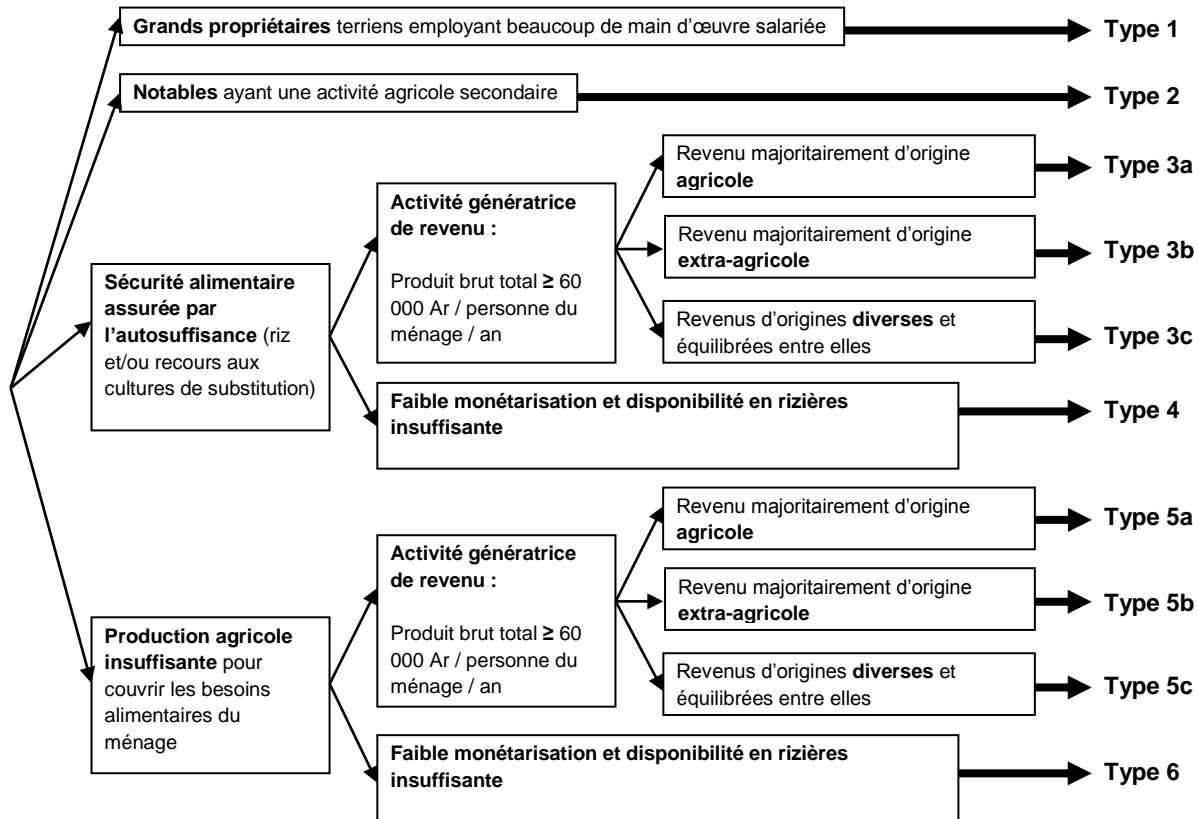 Grands propriétaires terriens employant beaucoup de main d’œuvre salariée
Type 1
Notables ayant une activité agricole secondaire
Type 2
Sécurité alimentaire
assurée par
l’autosuffisance (riz
et/ou recours aux
cultures de substitution)
Activité génératrice
de revenu :
Produit brut total ≥ 60
000 Ar / personne du
ménage / an
Revenu majoritairement d’origine
agricole
Type 3a
Revenu majoritairement d’origine
extra-agricole
Type 3b
Revenus d’origines diverses et
équilibrées entre elles
Type 3c
Faible monétarisation et disponibilité en rizières
insuffisante
Type 4
Production agricole
insuffisante pour
couvrir les besoins
alimentaires du
ménage
Activité génératrice
de revenu :
Produit brut total ≥ 60
000 Ar / personne du
ménage / an
Revenu majoritairement d’origine
agricole
Type 5a
Revenu majoritairement d’origine
extra-agricole
Type 5b
Revenus d’origines diverses et
équilibrées entre elles
Type 5c
Faible monétarisation et disponibilité en rizières
insuffisante
Type 6